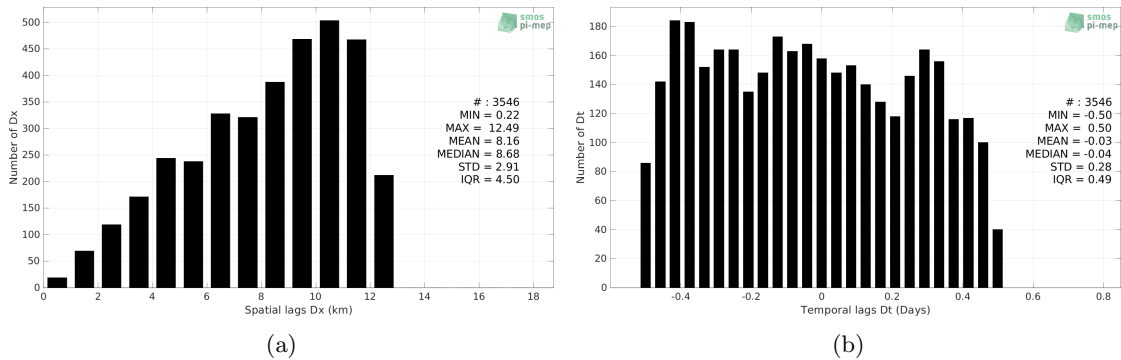 smos
pi-mep
500
450
400
350
300
250
200
150
100
50
0
Number of Dx
# : 3546
MIN = 0.22
MAX = 12.49
MEAN = 8.16
MEDIAN = 8.68
STD = 2.91
IQR = 4.50
0 2 4 6 8 10 12 14 16 18
Spatial lags Dx (km)
(a)
smos
pi-mep
180
160
140
120
100
80
60
40
20
0
Number of Dt
# : 3546
MIN = -0.50
MAX = 0.50
MEAN = -0.03
MEDIAN = -0.04
STD = 0.28
IQR = 0.49
-0.4 -0.2 0 0.2 0.4 0.6 0.8
Temporal lags Dt (Days)
(b)